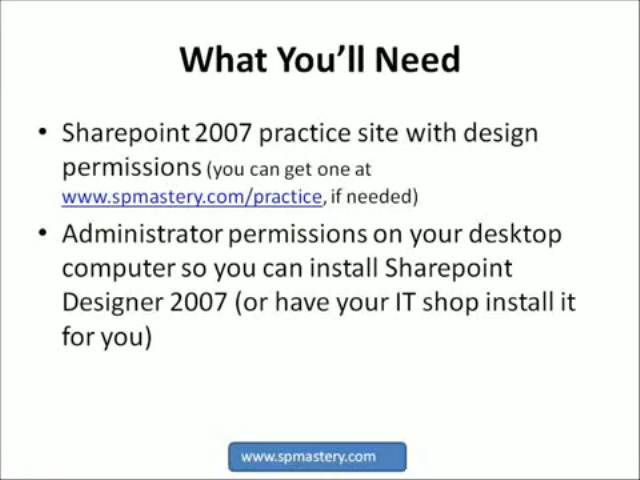 What You'll Need
• Sharepoint 2007 practice site with design
permissions (you can get one at
www.spmastery.com/practice, if needed)
• Administrator permissions on your desktop
computer so you can install Sharepoint
Designer 2007 (or have your IT shop install it
for you)
www.spmastery.com